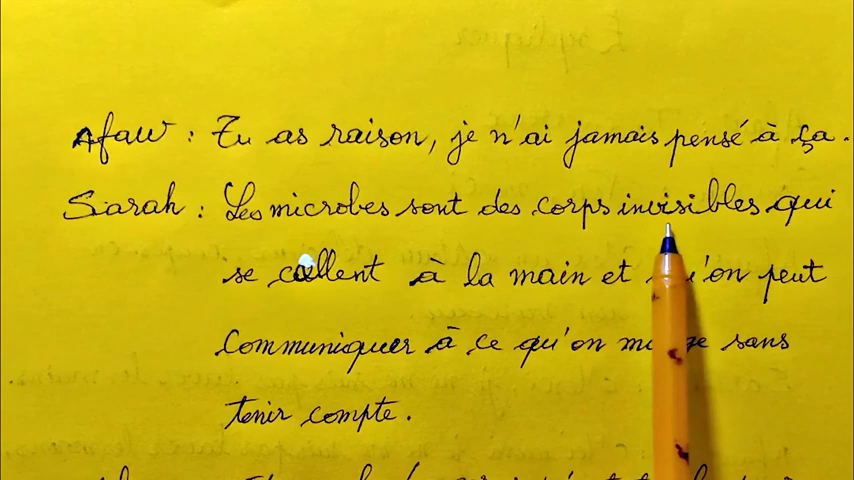 Afaw : Tu as raison, je n'ai jamais pensé à ça.
Sarah : Les microbes sont des corps invisibles qui
se collent à la main et qu'on peut
communiquer à ce qu'on mange sans
tenir compte.